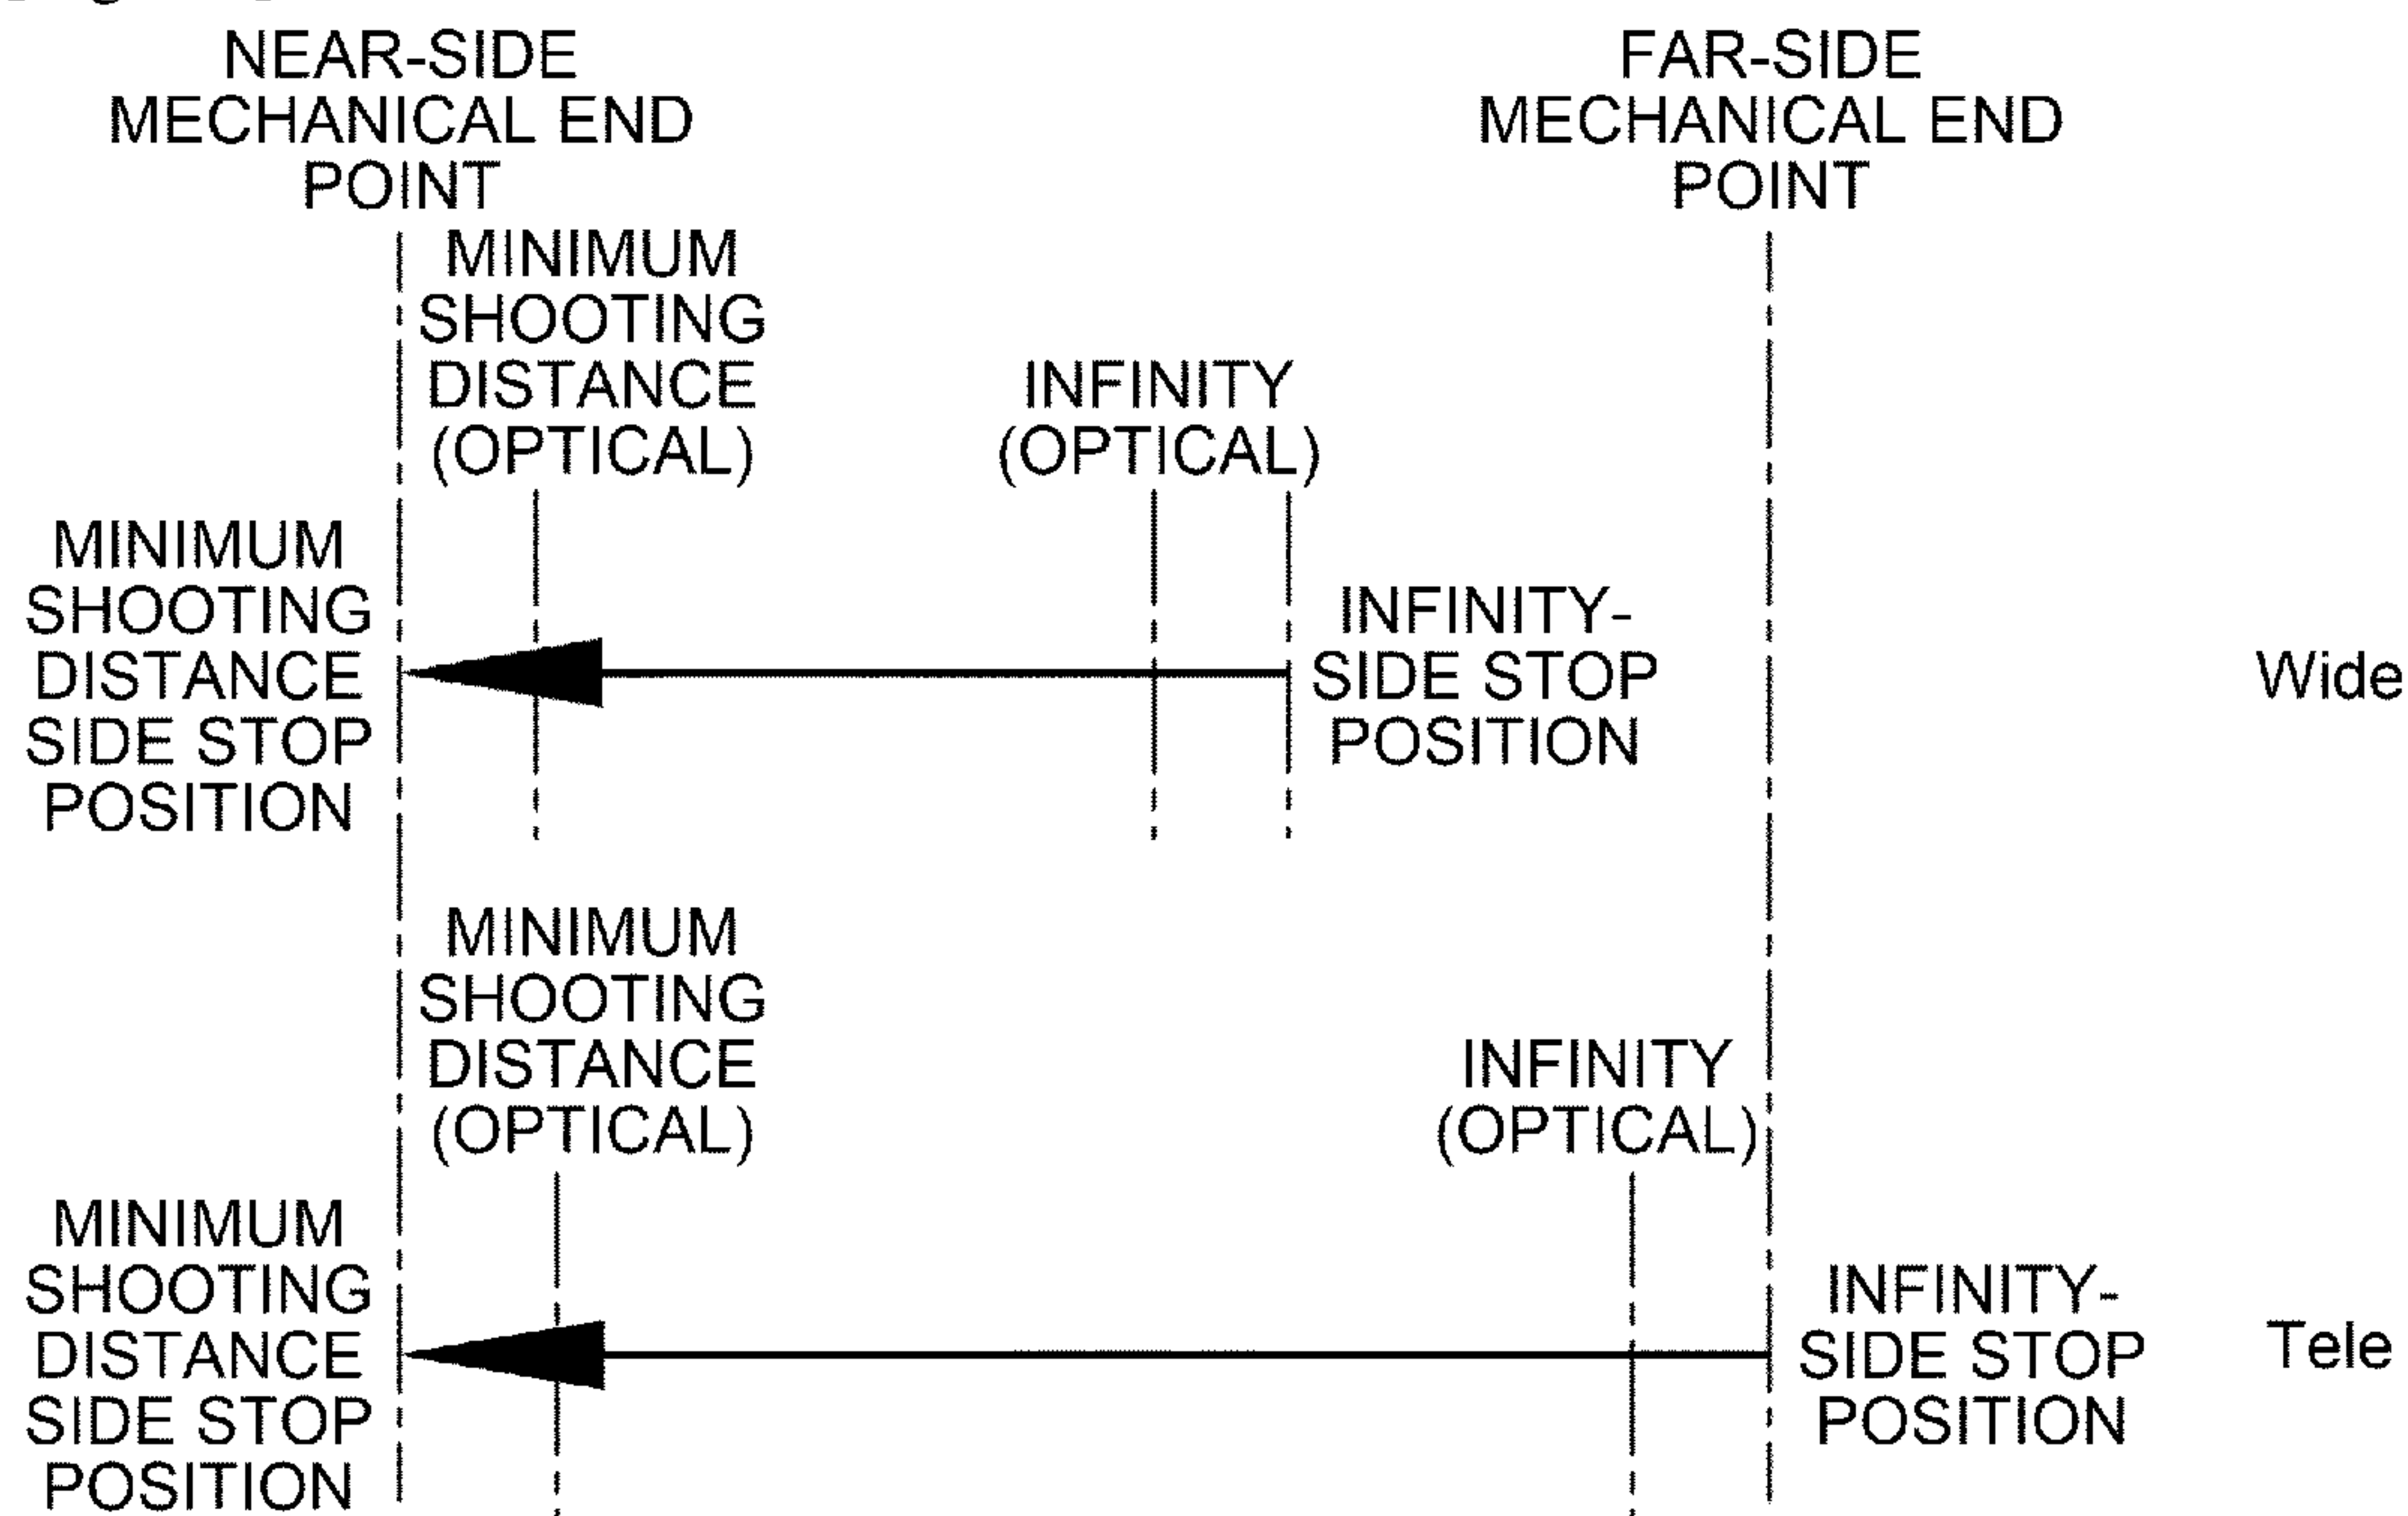 NEAR-SIDE
MECHANICAL END
POINT
FAR-SIDE
MECHANICAL END
POINT
MINIMUM
SHOOTING
DISTANCE
(OPTICAL)
INFINITY
(OPTICAL)
MINIMUM
SHOOTING
DISTANCE
SIDE STOP
POSITION
INFINITY-
SIDE STOP
POSITION
Wide
MINIMUM
SHOOTING
DISTANCE
(OPTICAL)
INFINITY
(OPTICAL)
MINIMUM
SHOOTING
DISTANCE
SIDE STOP
POSITION
INFINITY-
SIDE STOP
POSITION
Tele